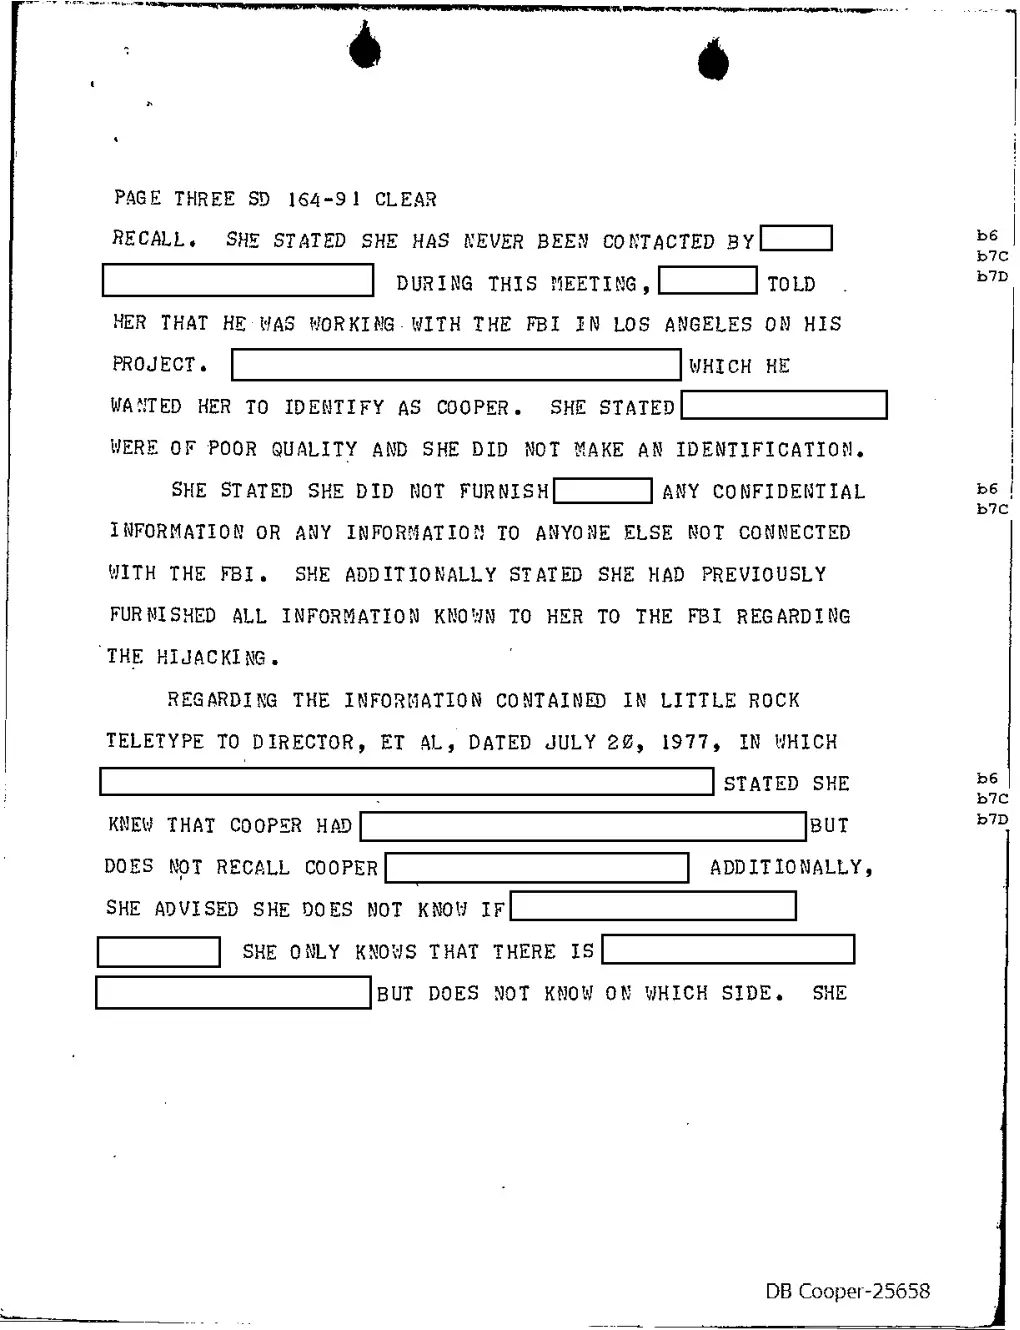 PAGE THREE SD 164-91 CLEAR
RECALL. SHE STATED SHE HAS NEVER BEEN CONTACTED BY
b6
b7C
b7D
DURING THIS MEETING, TOLD
HER THAT HE WAS WORKING WITH THE FBI IN LOS ANGELES ON HIS
PROJECT. WHICH HE
WANTED HER TO IDENTIFY AS COOPER. SHE STATED
WERE OF POOR QUALITY AND SHE DID NOT MAKE AN IDENTIFICATION.
SHE STATED SHE DID NOT FURNISH ANY CONFIDENTIAL
b6
b7C
INFORMATION OR ANY INFORMATION TO ANYONE ELSE NOT CONNECTED
WITH THE FBI. SHE ADDITIONALLY STATED SHE HAD PREVIOUSLY
FURNISHED ALL INFORMATION KNOWN TO HER TO THE FBI REGARDING
THE HIJACKING.
REGARDING THE INFORMATION CONTAINED IN LITTLE ROCK
TELETYPE TO DIRECTOR, ET AL, DATED JULY 20, 1977, IN WHICH
STATED SHE
b6
b7C
b7D
KNEW THAT COOPER HAD BUT
DOES NOT RECALL COOPER ADDITIONALLY,
SHE ADVISED SHE DOES NOT KNOW IF
SHE ONLY KNOWS THAT THERE IS
BUT DOES NOT KNOW ON WHICH SIDE. SHE
DB Cooper-25658